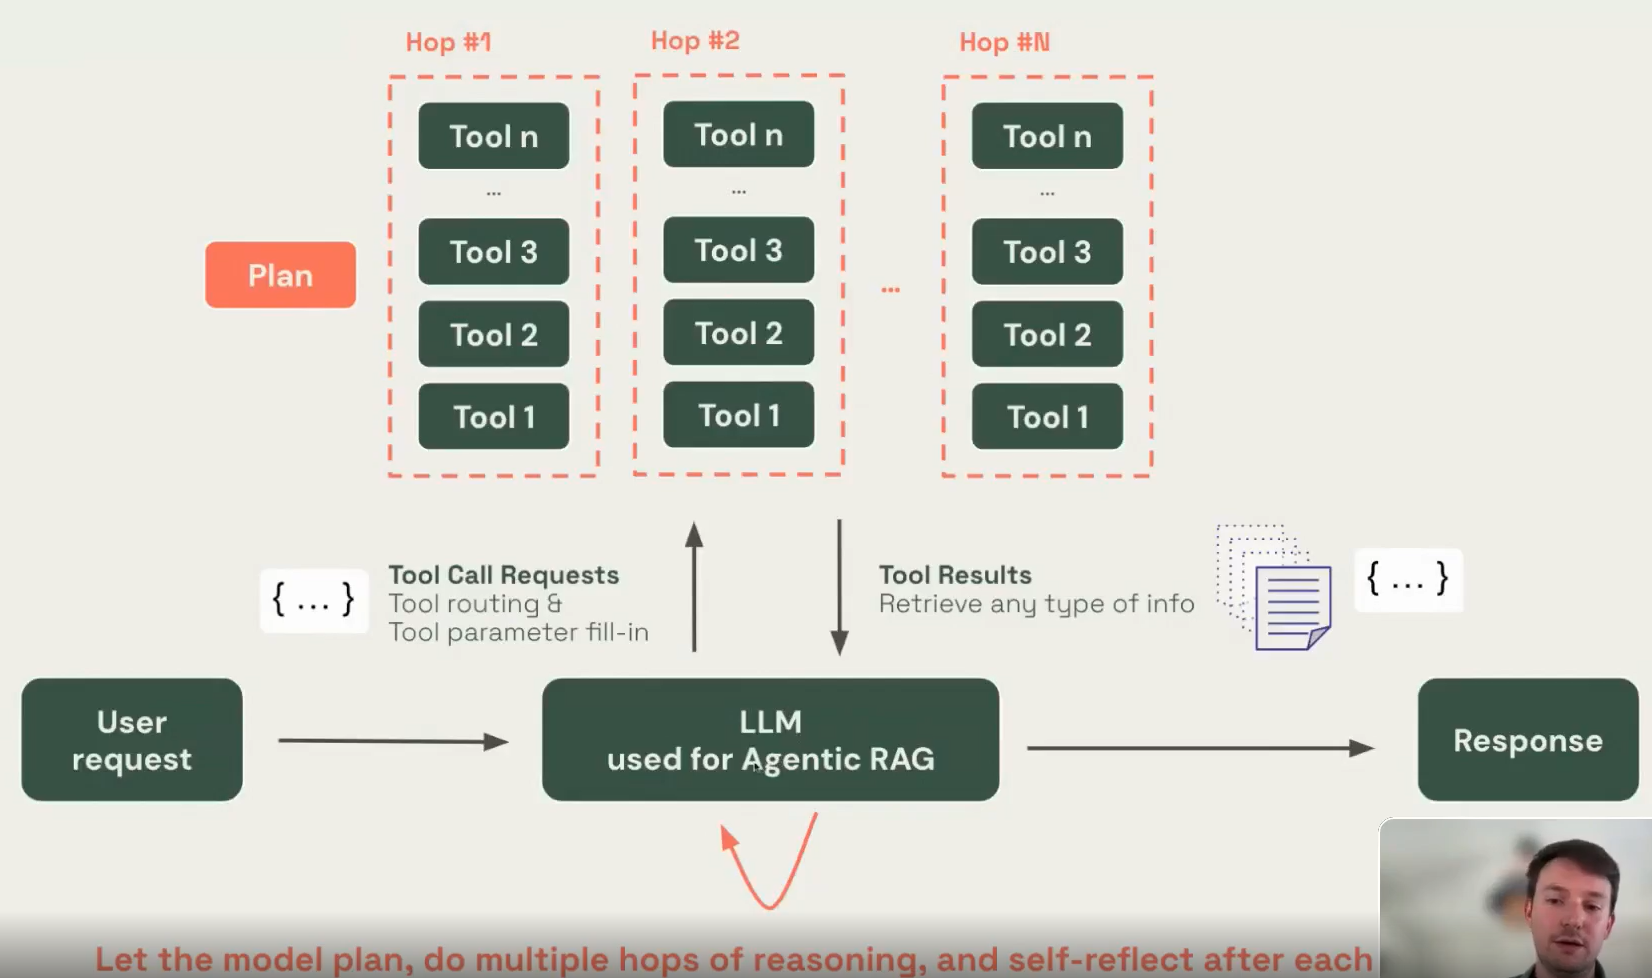 Hop #1
Hop #2
Hop #N
Tool n
...
Tool 3
Tool 2
Tool 1
Tool n
...
Tool 3
Tool 2
Tool 1
...
Tool n
...
Tool 3
Tool 2
Tool 1
Plan
{ ... }
Tool Call Requests
Tool routing &
Tool parameter fill-in
Tool Results
Retrieve any type of info
{ ... }
User
request
LLM
used for Agentic RAG
Response
Let the model plan, do multiple hops of reasoning, and self-reflect after each